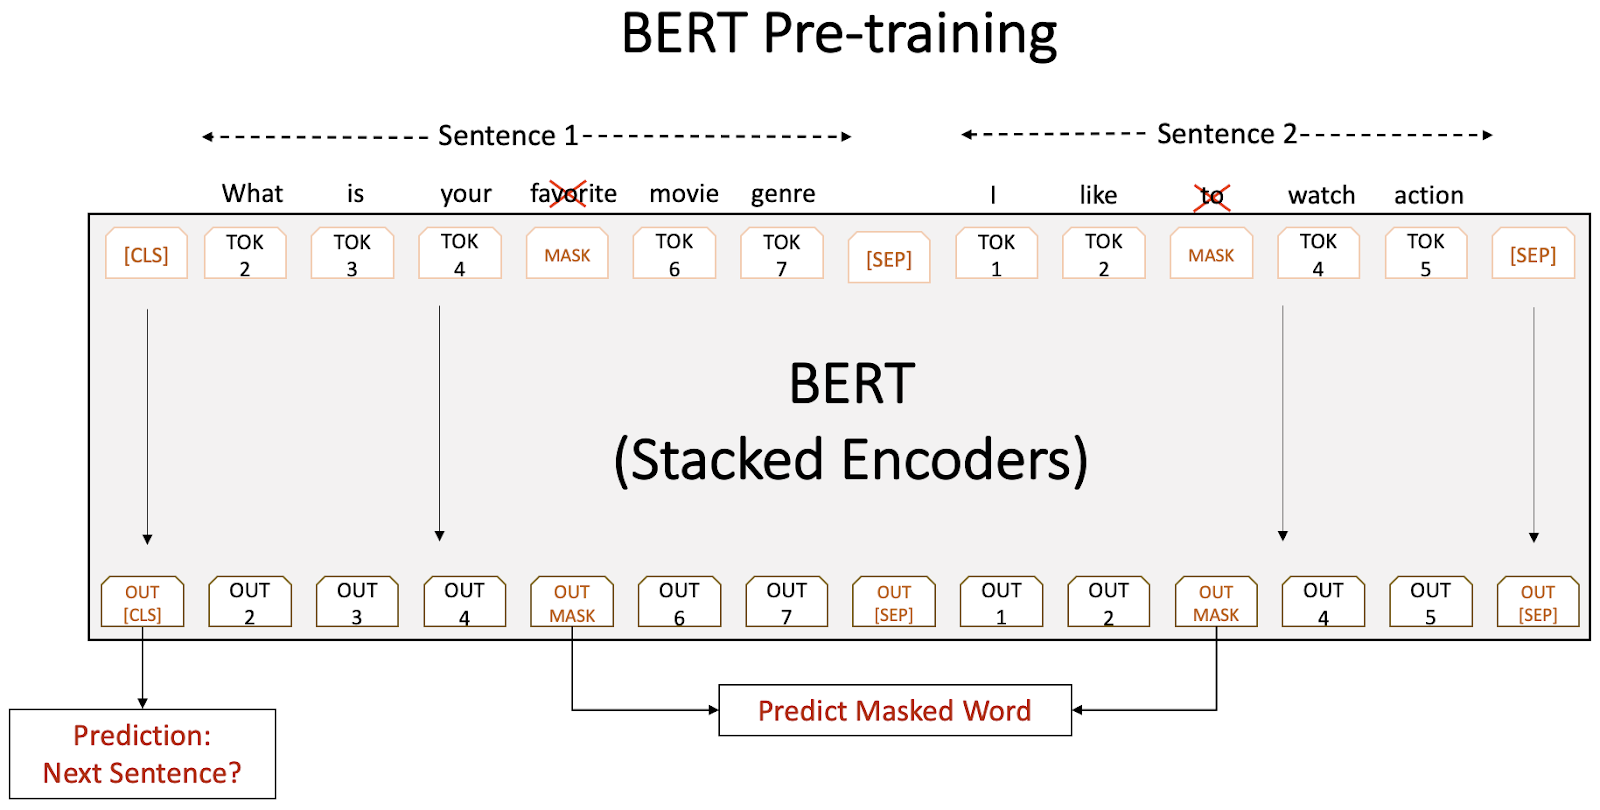 BERT Pre-training
Sentence 1 Sentence 2
What is your favorite movie genre I like to watch action
[CLS] TOK 2 TOK 3 TOK 4 MASK TOK 6 TOK 7 [SEP] TOK 1 TOK 2 MASK TOK 4 TOK 5 [SEP]
BERT
(Stacked Encoders)
OUT [CLS] OUT 2 OUT 3 OUT 4 OUT MASK OUT 6 OUT 7 OUT [SEP] OUT 1 OUT 2 OUT MASK OUT 4 OUT 5 OUT [SEP]
Predict Masked Word
Prediction:
Next Sentence?